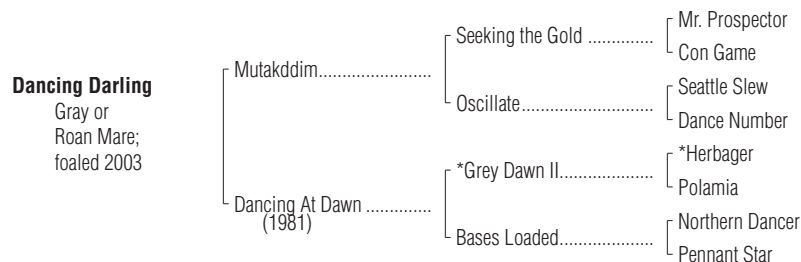 Mr. Prospector
Seeking the Gold ..............
Con Game
Mutakddim........................
Seattle Slew
Oscillate............................
Dance Number
Dancing Darling
Gray or
Roan Mare;
foaled 2003
*Herbager
*Grey Dawn II....................
Polamia
Dancing At Dawn ..............
(1981)
Northern Dancer
Bases Loaded....................
Pennant Star